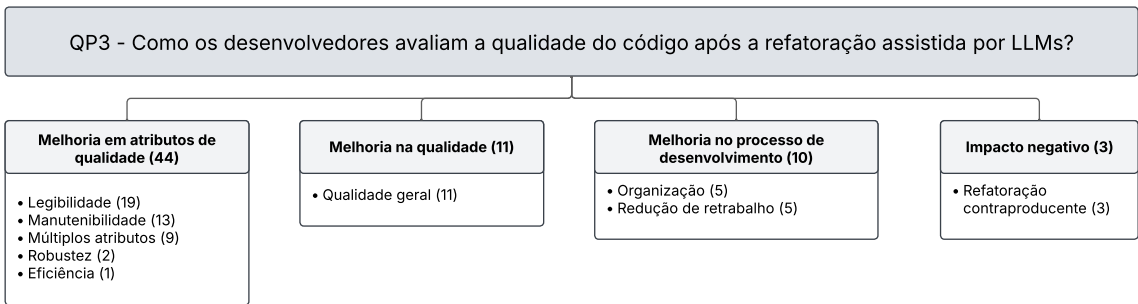 QP3 - Como os desenvolvedores avaliam a qualidade do código após a refatoração assistida por LLMs?
Melhoria em atributos de
qualidade (44)
• Legibilidade (19)
• Manutenibilidade (13)
• Múltiplos atributos (9)
• Robustez (2)
• Eficiência (1)
Melhoria na qualidade (11)
• Qualidade geral (11)
Melhoria no processo de
desenvolvimento (10)
• Organização (5)
• Redução de retrabalho (5)
Impacto negativo (3)
• Refatoração
contraproducente (3)